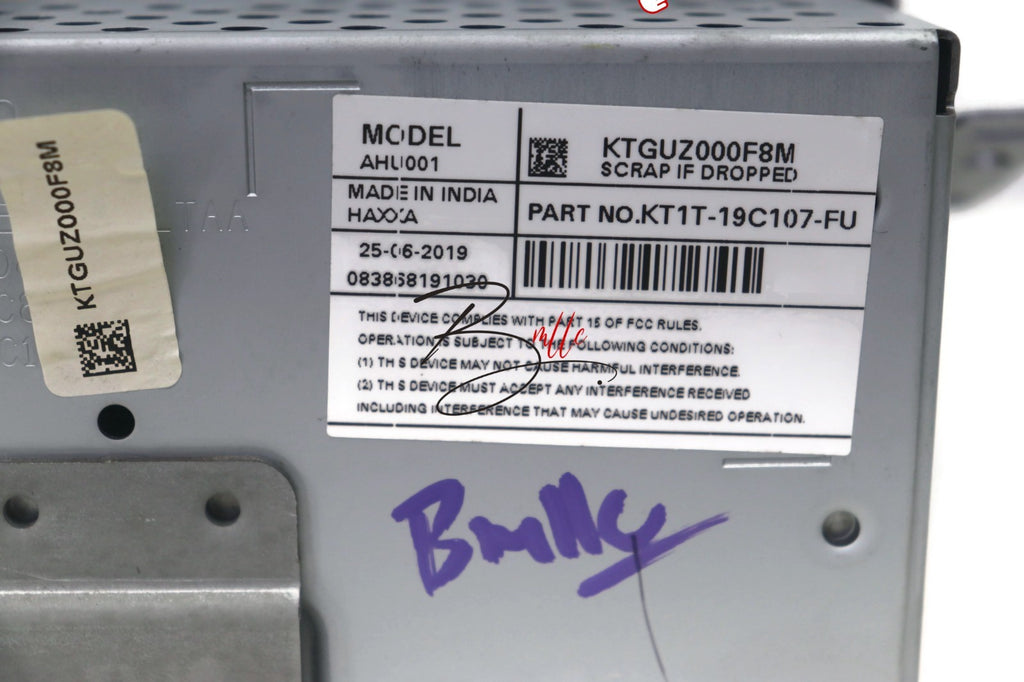 KTGUZ000F8M
MODEL
AHU001
KTGUZ000F8M
SCRAP IF DROPPED
MADE IN INDIA
HAXXA
PART NO.KT1T-19C107-FU
25-06-2019
083868191030
THIS DEVICE COMPLIES WITH PART 15 OF FCC RULES.
OPERATION IS SUBJECT TO THE FOLLOWING CONDITIONS:
(1) THIS DEVICE MAY NOT CAUSE HARMFUL INTERFERENCE.
(2) THIS DEVICE MUST ACCEPT ANY INTERFERENCE RECEIVED
INCLUDING INTERFERENCE THAT MAY CAUSE UNDESIRED OPERATION.
Bmllc
Bmllc